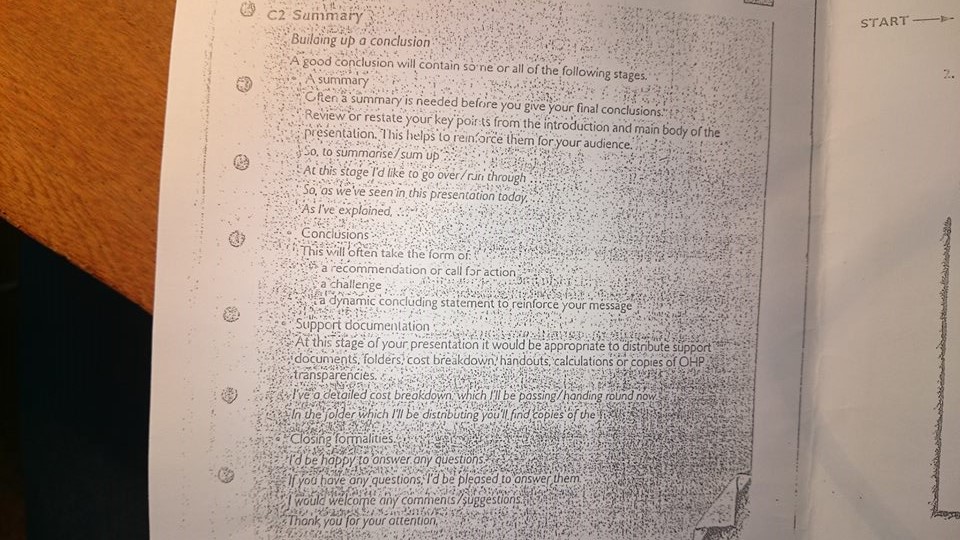 C2 Summary
START
Building up a conclusion
A good conclusion will contain some or all of the following stages.
A summary
Often a summary is needed before you give your final conclusions.
Review or restate your key points from the introduction and main body of the
presentation. This helps to reinforce them for your audience.
So, to summarise/sum up
At this stage I'd like to go over/run through
So, as we've seen in this presentation today,
As I've explained, ...
Conclusions
This will often take the form of:
a recommendation or call for action
a challenge
a dynamic concluding statement to reinforce your message
Support documentation
At this stage of your presentation it would be appropriate to distribute support
documents, folders, cost breakdown, handouts, calculations or copies of OHP
transparencies.
I've a detailed cost breakdown, which I'll be passing/handing round now.
In the folder which I'll be distributing you'll find copies of the
Closing formalities
I'd be happy to answer any questions.
If you have any questions, I'd be pleased to answer them.
I would welcome any comments/suggestions.
Thank you for your attention.
2.